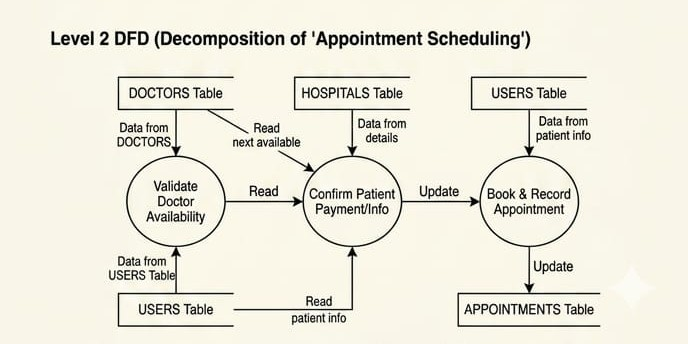 Level 2 DFD (Decomposition of 'Appointment Scheduling')
DOCTORS Table
HOSPITALS Table
USERS Table
Data from
DOCTORS
Read
next available
Data from
details
Data from
patient info
Validate
Doctor
Availability
Read
Confirm Patient
Payment/Info
Update
Book & Record
Appointment
Data from
USERS Table
Update
USERS Table
Read
patient info
APPOINTMENTS Table